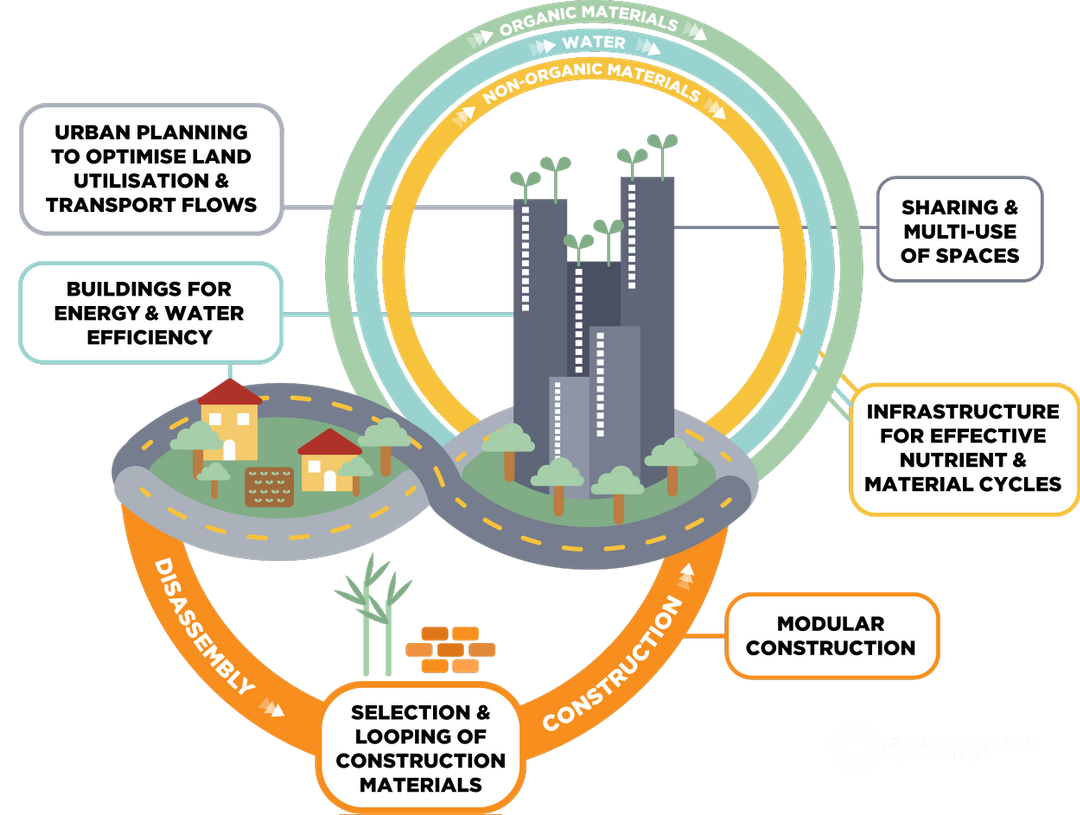 ORGANIC MATERIALS
WATER
NON-ORGANIC MATERIALS
URBAN PLANNING
TO OPTIMISE LAND
UTILISATION &
TRANSPORT FLOWS
SHARING &
MULTI-USE
OF SPACES
BUILDINGS FOR
ENERGY & WATER
EFFICIENCY
INFRASTRUCTURE
FOR EFFECTIVE
NUTRIENT &
MATERIAL CYCLES
DISASSEMBLY
CONSTRUCTION
MODULAR
CONSTRUCTION
SELECTION &
LOOPING OF
CONSTRUCTION
MATERIALS